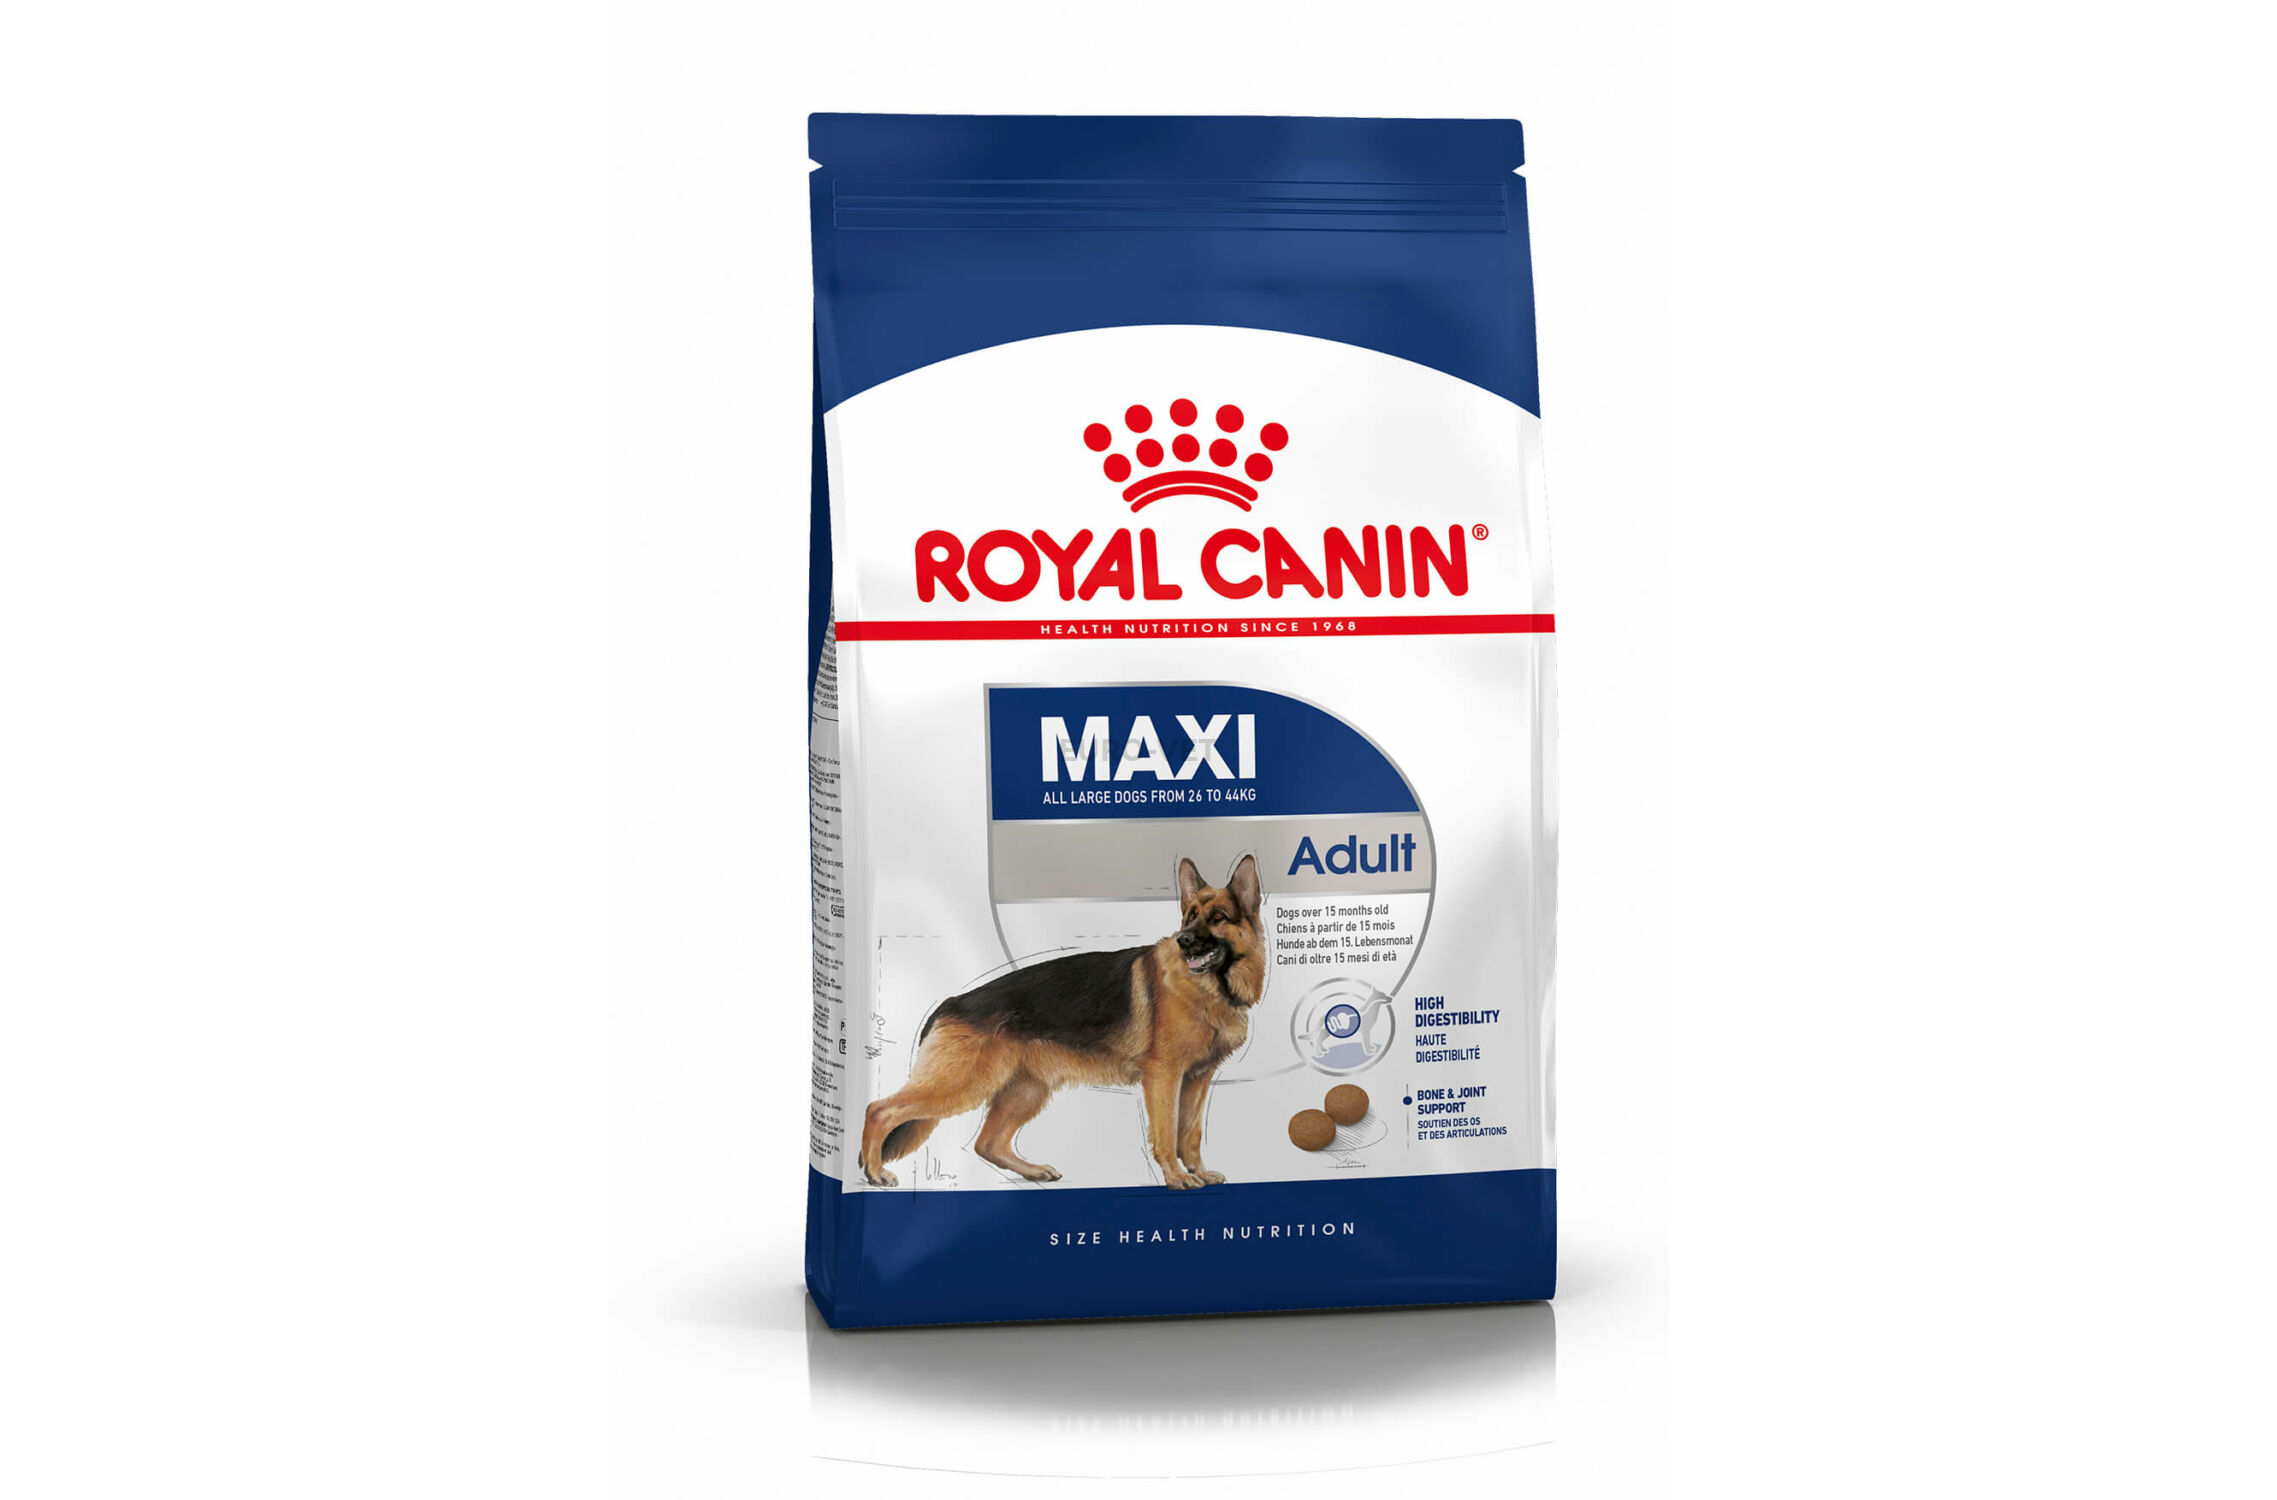 ROYAL CANIN®
HEALTH NUTRITION SINCE 1968
MAXI
EURO-VET
ALL LARGE DOGS FROM 26 TO 44KG
Adult
Dogs over 15 months old
Chiens à partir de 15 mois
Hunde ab dem 15. Lebensmonat
Cani di oltre 15 mesi di età
HIGH
DIGESTIBILITY
HAUTE
DIGESTIBILITÉ
BONE & JOINT
SUPPORT
SOUTIEN DES OS
ET DES ARTICULATIONS
SIZE HEALTH NUTRITION